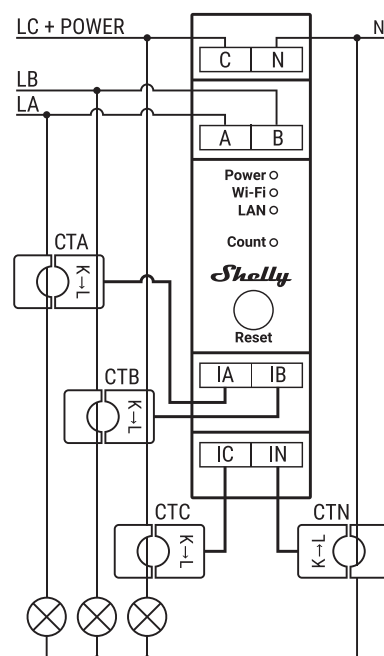 LC + POWER
N
C N
LB
LA
A B
Power
Wi-Fi
LAN
Count
Shelly
Reset
CTA
K→L
IA IB
CTB
K→L
IC IN
CTC
K→L
CTN
K→L